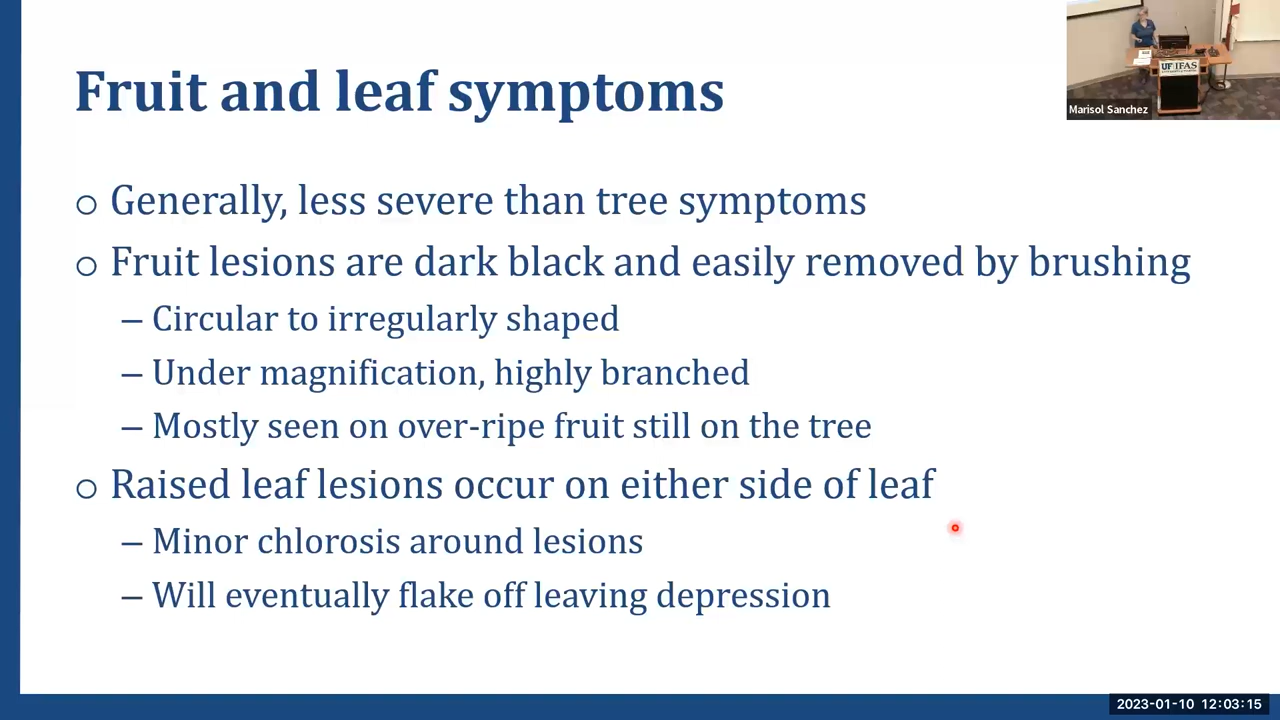 Fruit and leaf symptoms
○ Generally, less severe than tree symptoms
○ Fruit lesions are dark black and easily removed by brushing
– Circular to irregularly shaped
– Under magnification, highly branched
– Mostly seen on over-ripe fruit still on the tree
○ Raised leaf lesions occur on either side of leaf
– Minor chlorosis around lesions
– Will eventually flake off leaving depression
UF IFAS
Marisol Sanchez
2023-01-10 12:03:15